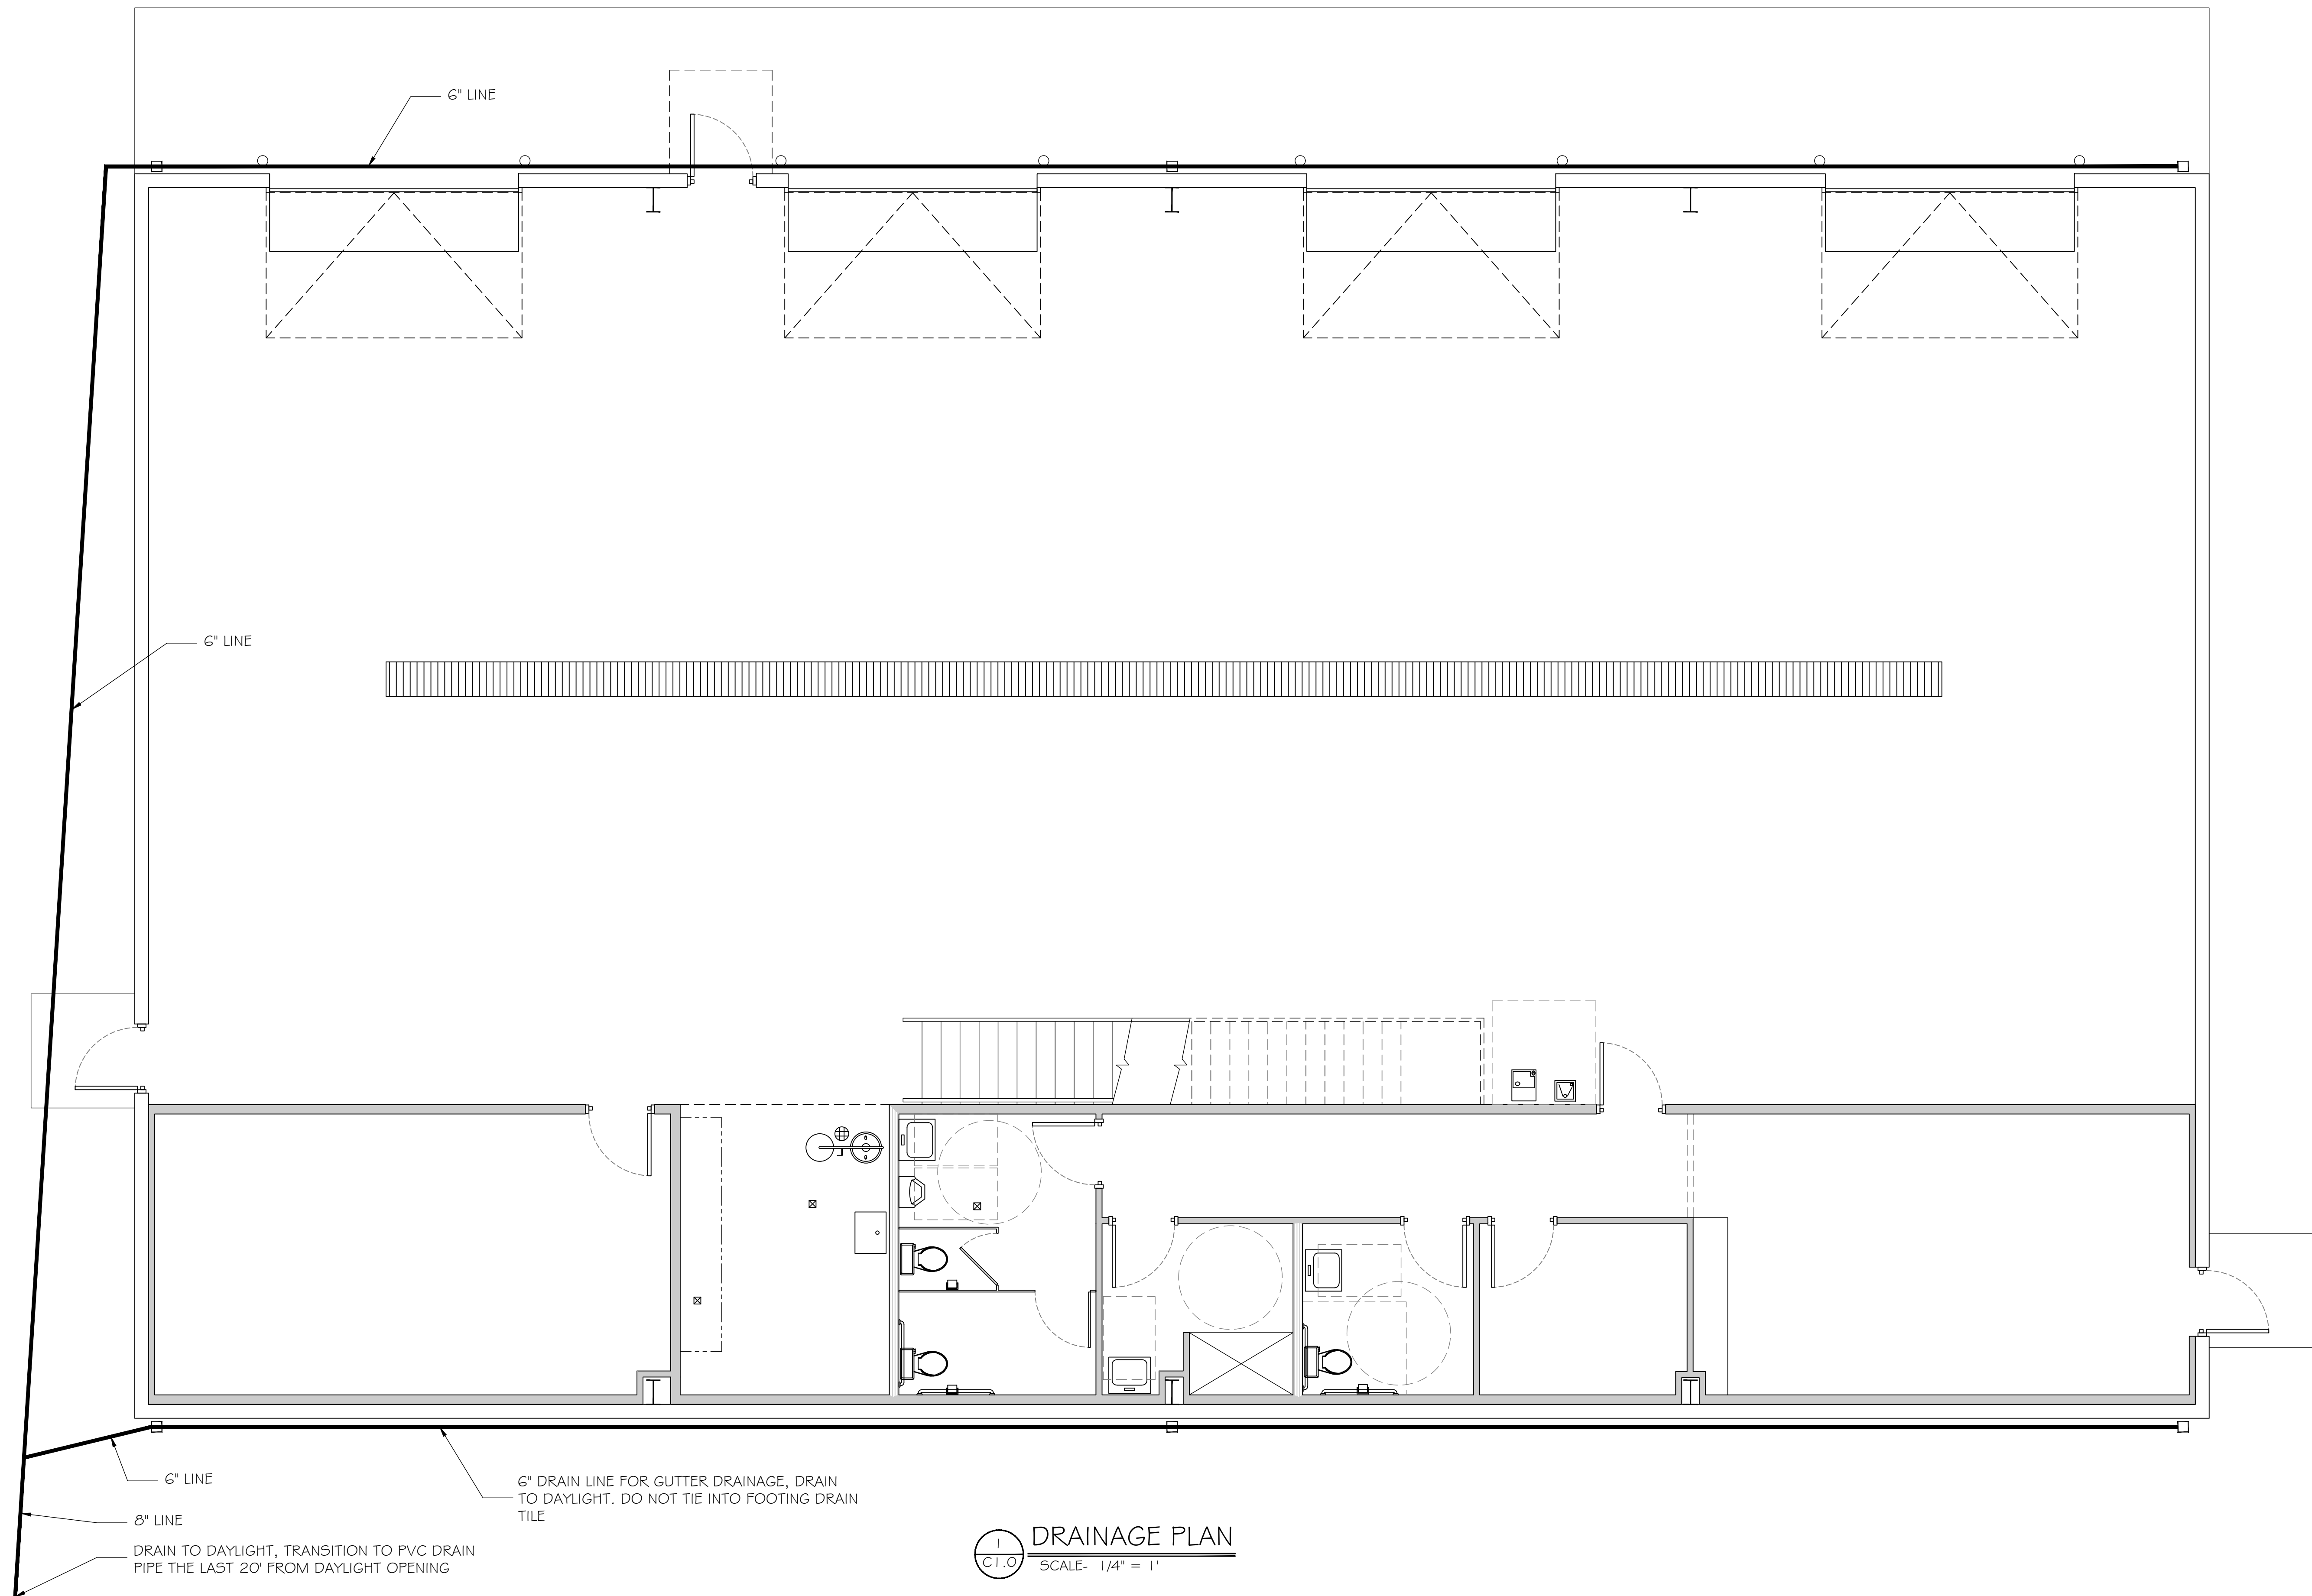 6" LINE
6" LINE
6" LINE
6" DRAIN LINE FOR GUTTER DRAINAGE, DRAIN
TO DAYLIGHT. DO NOT TIE INTO FOOTING DRAIN
TILE
8" LINE
DRAIN TO DAYLIGHT, TRANSITION TO PVC DRAIN
PIPE THE LAST 20' FROM DAYLIGHT OPENING
1
C1.0
DRAINAGE PLAN
SCALE- 1/4" = 1'